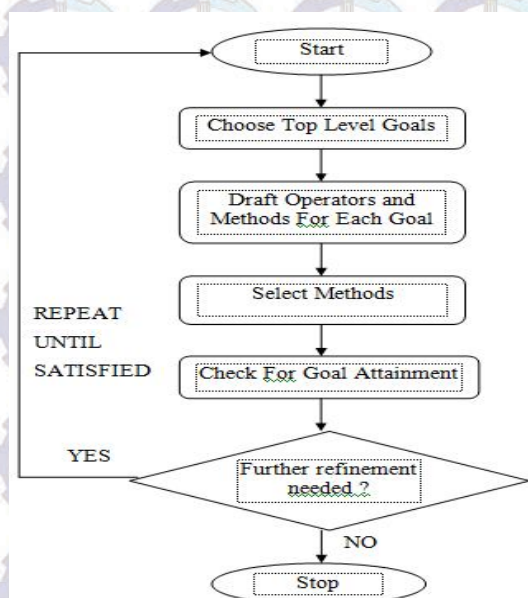 Start
Choose Top Level Goals
Draft Operators and
Methods For Each Goal
Select Methods
REPEAT
UNTIL
SATISFIED
Check For Goal Attainment
YES
Further refinement
needed ?
NO
Stop